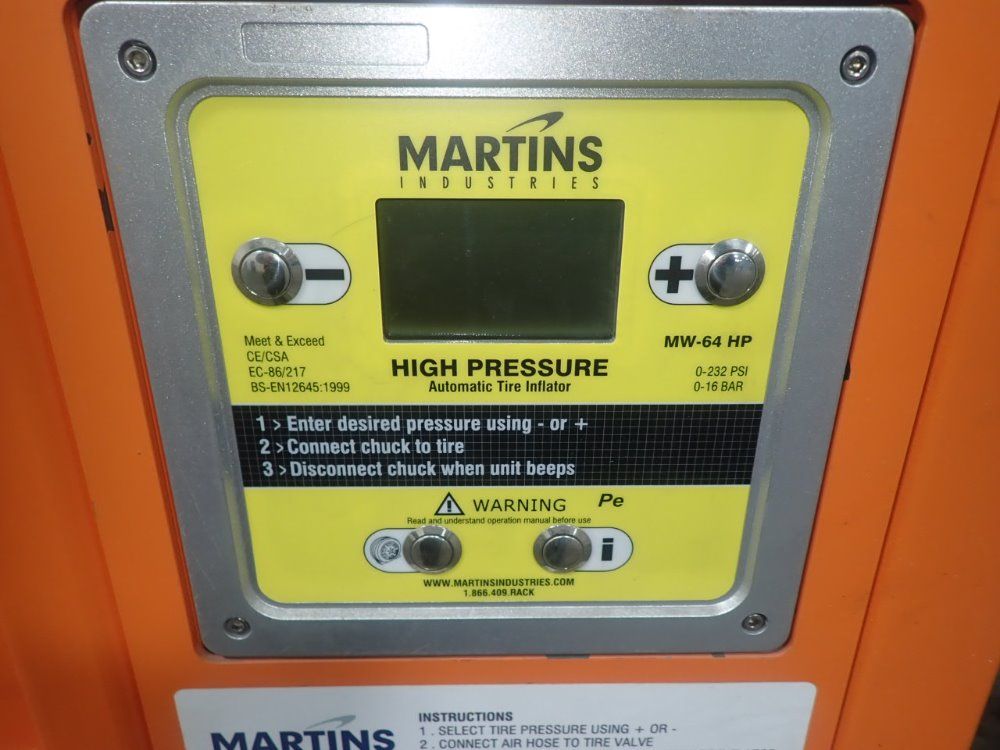 MARTINS
INDUSTRIES
−
+
Meet & Exceed
CE/CSA
EC-86/217
BS-EN12645:1999
HIGH PRESSURE
Automatic Tire Inflator
MW-64 HP
0-232 PSI
0-16 BAR
1 > Enter desired pressure using - or +
2 > Connect chuck to tire
3 > Disconnect chuck when unit beeps
WARNING
Pe
Read and understand operation manual before use
i
WWW.MARTINSINDUSTRIES.COM
1.866.409.RACK
MARTINS
INSTRUCTIONS
1 . SELECT TIRE PRESSURE USING + OR -
2 . CONNECT AIR HOSE TO TIRE VALVE